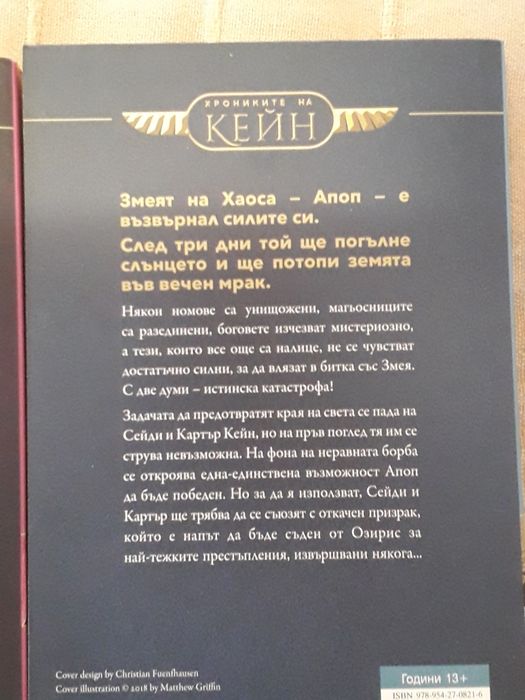 ХРОНИКИТЕ НА
КЕЙН
Змеят на Хаоса – Апоп – е
възвърнал силите си.
След три дни той ще погълне
слънцето и ще потопи земята
във вечен мрак.
Някои номове са унищожени, магьосниците
са разединени, боговете изчезват мистериозно,
а тези, които все още са налице, не се чувстват
достатъчно силни, за да влязат в битка със Змея.
С две думи – истинска катастрофа!
Задачата да предотвратят края на света се пада на
Сейди и Картър Кейн, но на пръв поглед тя им се
струва невъзможна. На фона на неравната борба
се откроява една-единствена възможност Апоп
да бъде победен. Но за да я използват, Сейди и
Картър ще трябва да се съюзят с откачен призрак,
който е напът да бъде съден от Озирис за
най-тежките престъпления, извършвани някога...
Cover design by Christian Fuenfhausen
Cover illustration © 2018 by Matthew Griffin
Години 13+
ISBN 978-954-27-0821-6